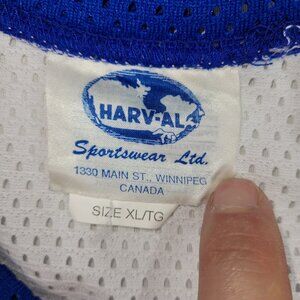 HARV-AL
Sportswear Ltd.
1330 MAIN ST., WINNIPEG
CANADA
SIZE XL/TG